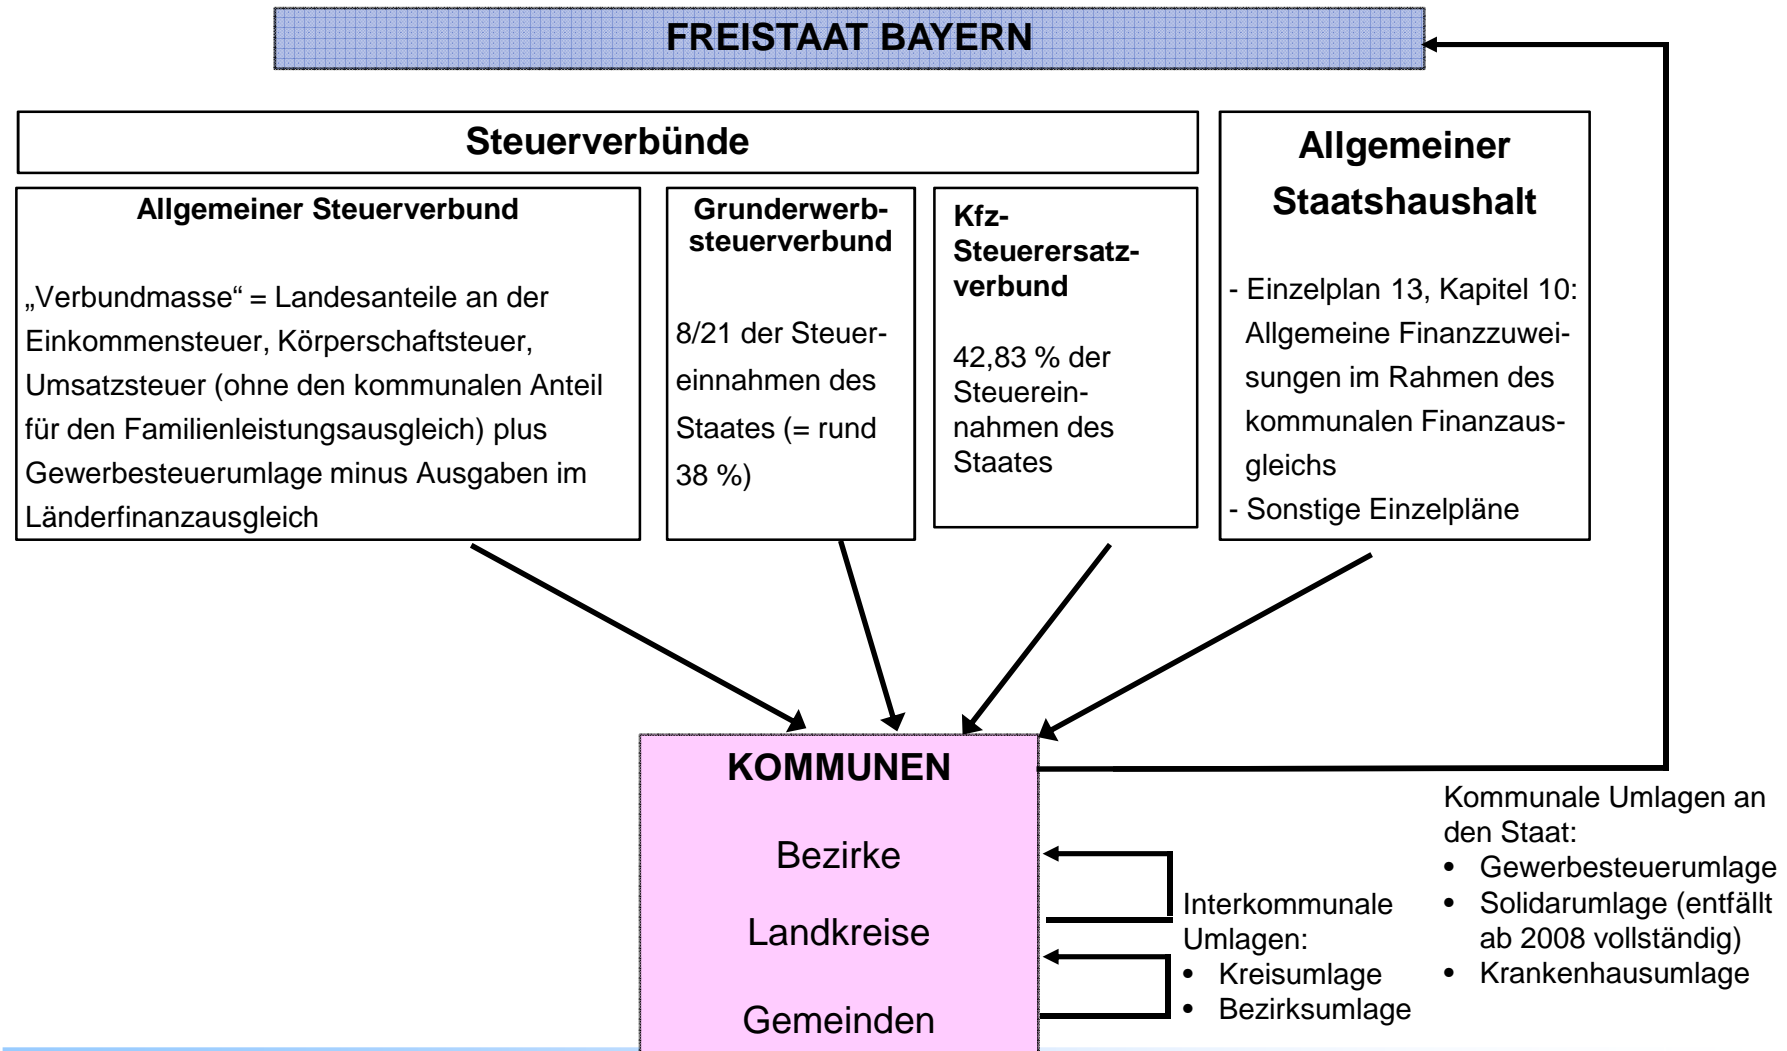 FREISTAAT BAYERN
Steuerverbünde
Allgemeiner Steuerverbund
„Verbundmasse“ = Landesanteile an der
Einkommensteuer, Körperschaftsteuer,
Umsatzsteuer (ohne den kommunalen Anteil
für den Familienleistungsausgleich) plus
Gewerbesteuerumlage minus Ausgaben im
Länderfinanzausgleich
Grunderwerb-
steuerverbund
8/21 der Steuer-
einnahmen des
Staates (= rund
38 %)
Kfz-
Steuerersatz-
verbund
42,83 % der
Steuerein-
nahmen des
Staates
Allgemeiner
Staatshaushalt
- Einzelplan 13, Kapitel 10:
Allgemeine Finanzzuwei-
sungen im Rahmen des
kommunalen Finanzaus-
gleichs
- Sonstige Einzelpläne
KOMMUNEN
Bezirke
Landkreise
Gemeinden
Interkommunale
Umlagen:
• Kreisumlage
• Bezirksumlage
Kommunale Umlagen an
den Staat:
• Gewerbesteuerumlage
• Solidarumlage (entfällt
ab 2008 vollständig)
• Krankenhausumlage